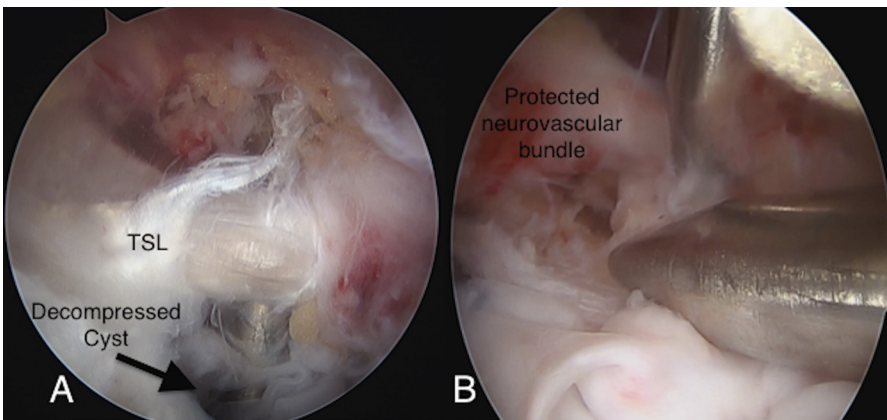 TSL
Decompressed
Cyst
A
Protected
neurovascular
bundle
B